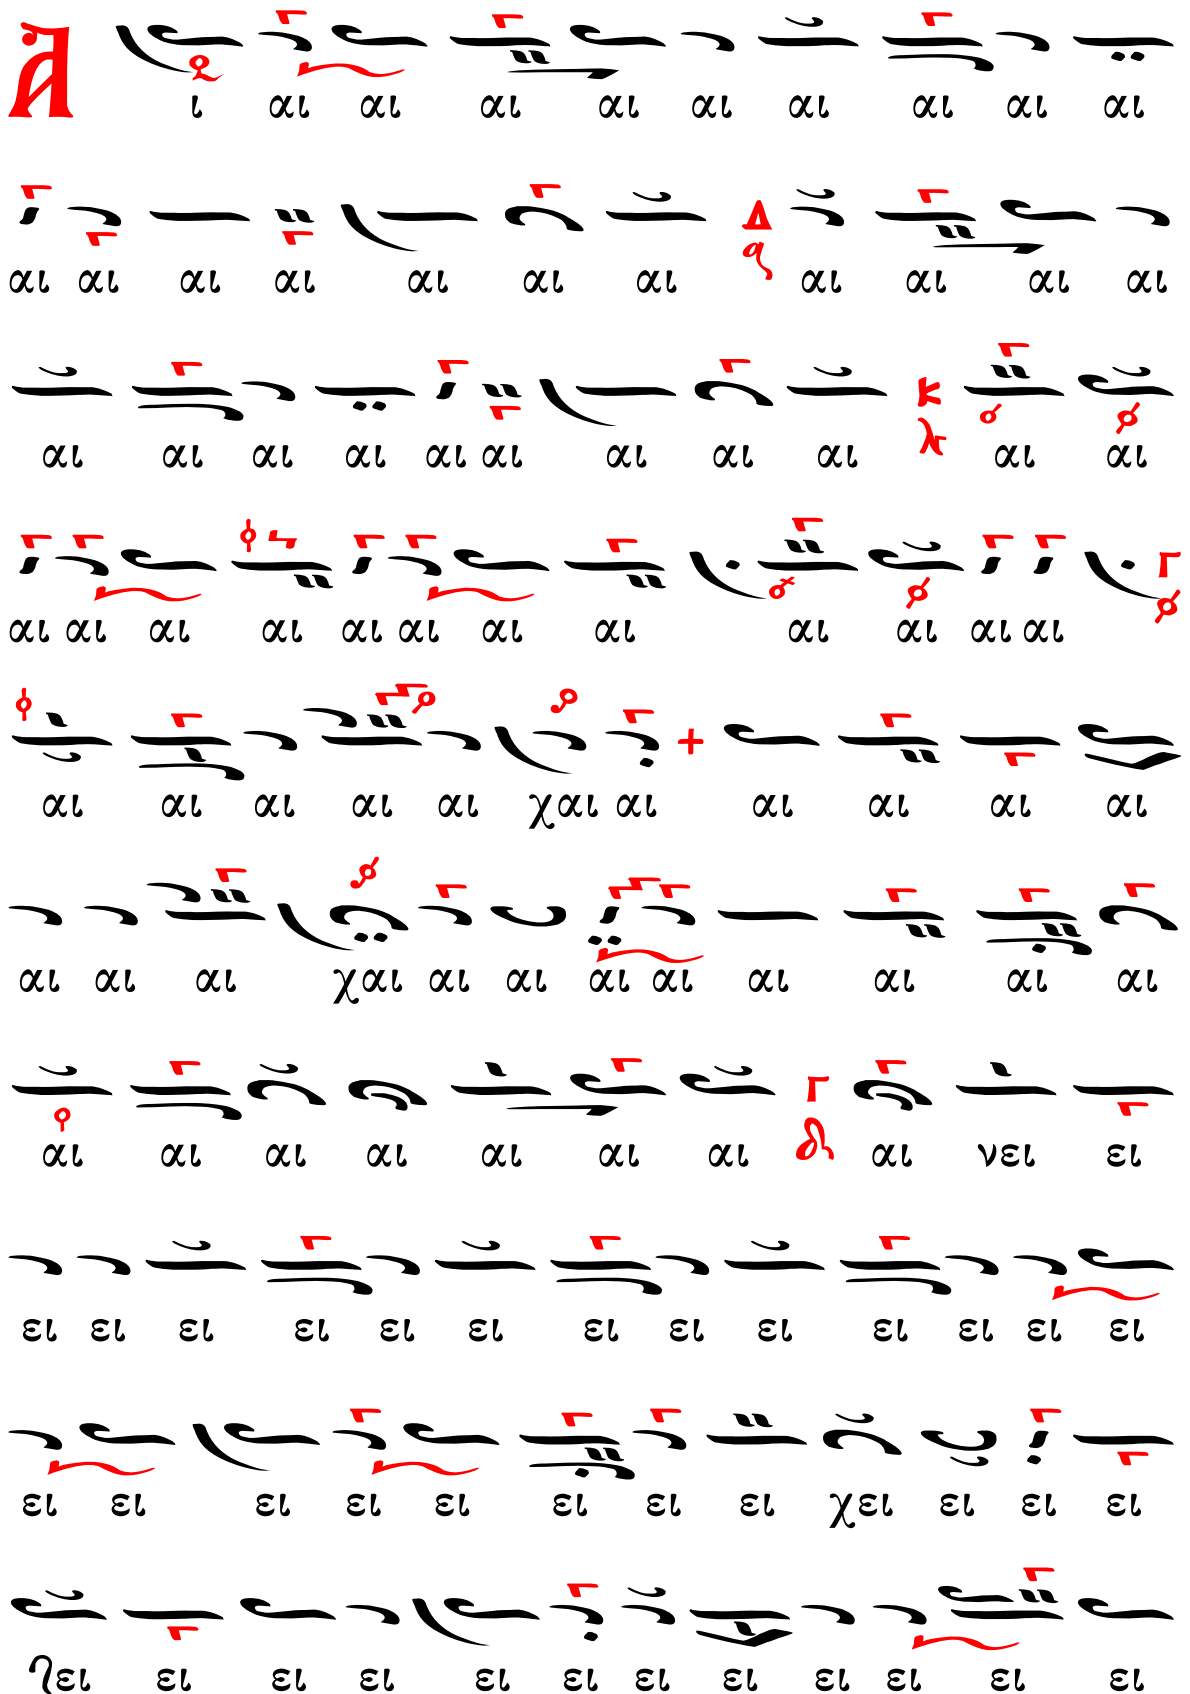 Α ι αι αι αι αι αι αι αι αι αι
αι αι αι αι αι αι αι Δ αι αι αι αι
αι αι αι αι αι αι αι αι αι κ αι αι
αι αι αι αι αι αι αι αι αι αι αι αι Γ
αι αι αι αι αι χαι αι αι αι αι αι
αι αι αι χαι αι αι αι αι αι αι αι αι
αι αι αι αι αι αι αι Γ αι νει ει
ει ει ει ει ει ει ει ει ει ει ει ει ει
ει ει ει ει ει ει ει ει χει ει ει ει
ει ει ει ει ει ει ει ει ει ει ει ει